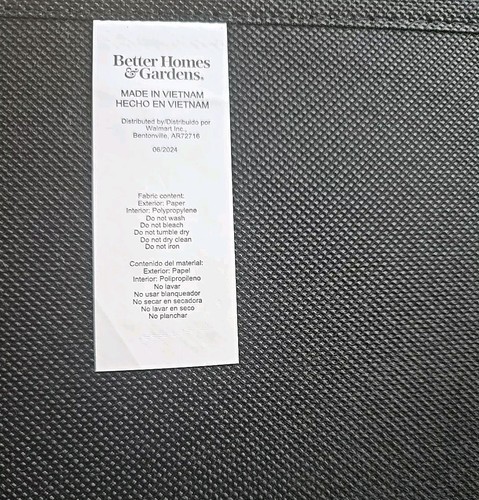 Better Homes
& Gardens®
MADE IN VIETNAM
HECHO EN VIETNAM
Distributed by/Distribuido por
Walmart Inc.,
Bentonville, AR72716
06/2024
Fabric content:
Exterior: Paper
Interior: Polypropylene
Do not wash
Do not bleach
Do not tumble dry
Do not dry clean
Do not iron
Contenido del material:
Exterior: Papel
Interior: Polipropileno
No lavar
No usar blanqueador
No secar en secadora
No lavar en seco
No planchar